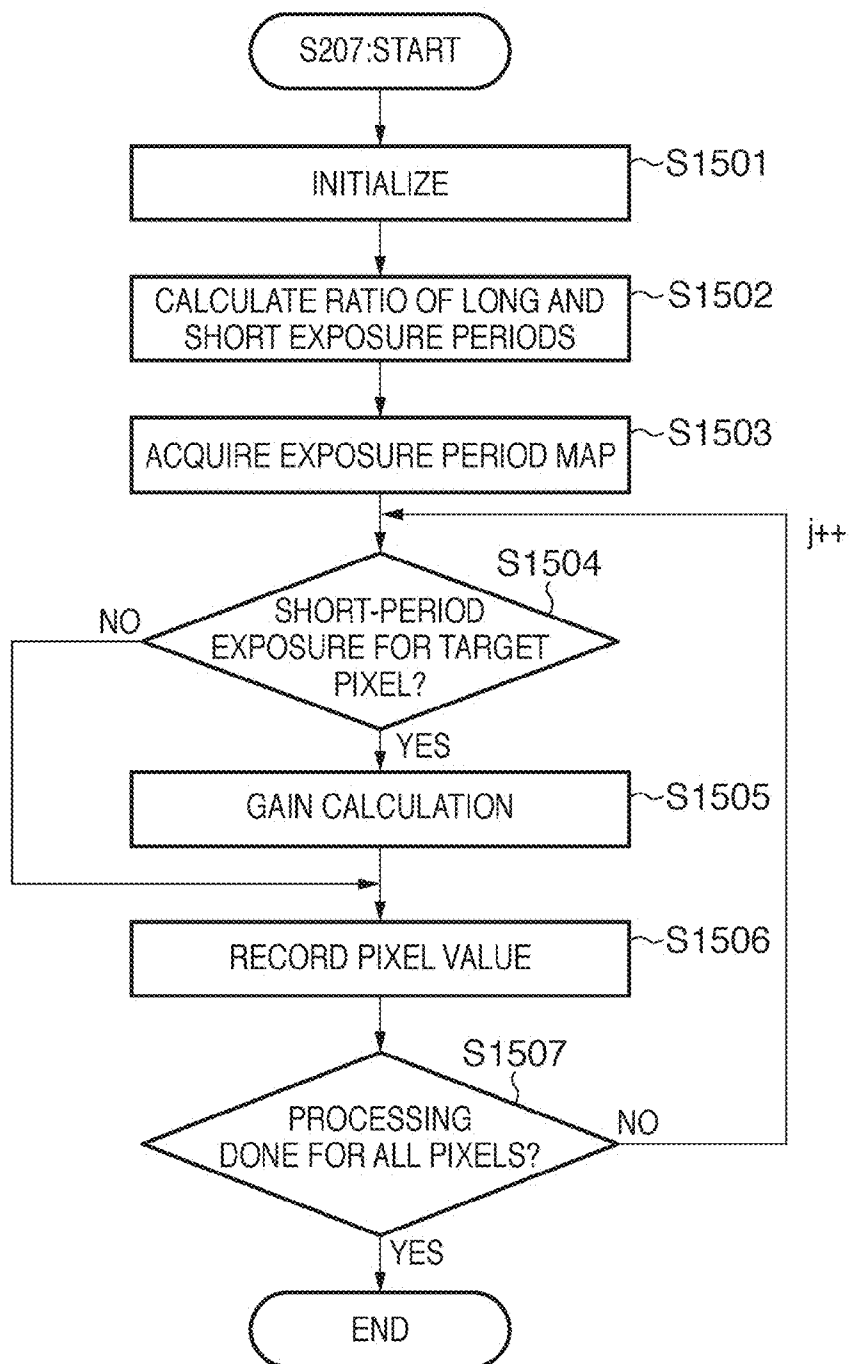 S207:START
INITIALIZE
S1501
CALCULATE RATIO OF LONG AND
SHORT EXPOSURE PERIODS
S1502
ACQUIRE EXPOSURE PERIOD MAP
S1503
j++
S1504
SHORT-PERIOD
EXPOSURE FOR TARGET
PIXEL?
NO
YES
GAIN CALCULATION
S1505
RECORD PIXEL VALUE
S1506
S1507
PROCESSING
DONE FOR ALL PIXELS?
NO
YES
END